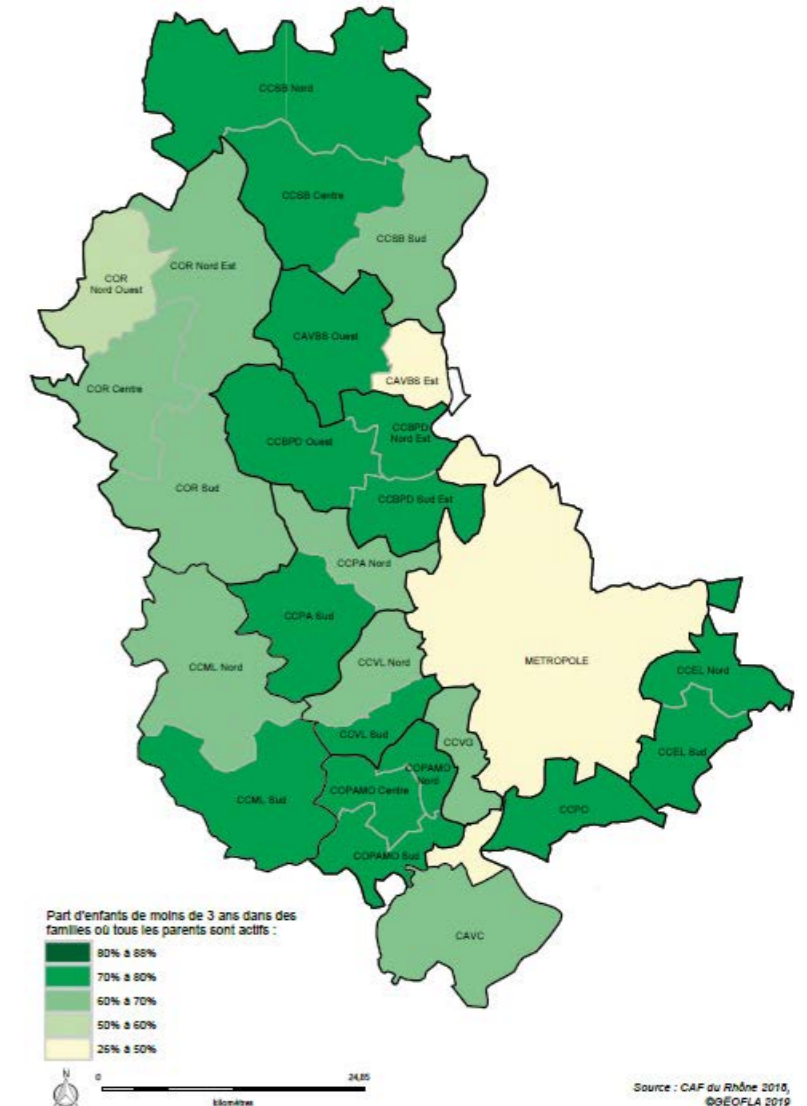 CCSB Nord
CCSB Centre
CCSB Sud
COR Nord Est
COR
Nord Ouest
CAVBS Ouest
CAVBS Est
COR Centre
CCBPD
Nord Est
CCBPD Ouest
COR Sud
CCBPD Sud Est
CCPA Nord
CCPA Sud
CCVL Nord
METROPOLE
CCML Nord
CCEL Nord
CCVL Sud
CCVG
CCEL Sud
COPAMO
Nord
COPAMO Centre
CCML Sud
CCPO
COPAMO Sud
CAVC
Part d'enfants de moins de 3 ans dans des
familles où tous les parents sont actifs :
80% à 88%
70% à 80%
60% à 70%
50% à 60%
26% à 50%
N
0
24,85
kilomètres
Source : CAF du Rhône 2016,
©GÉOFLA 2019